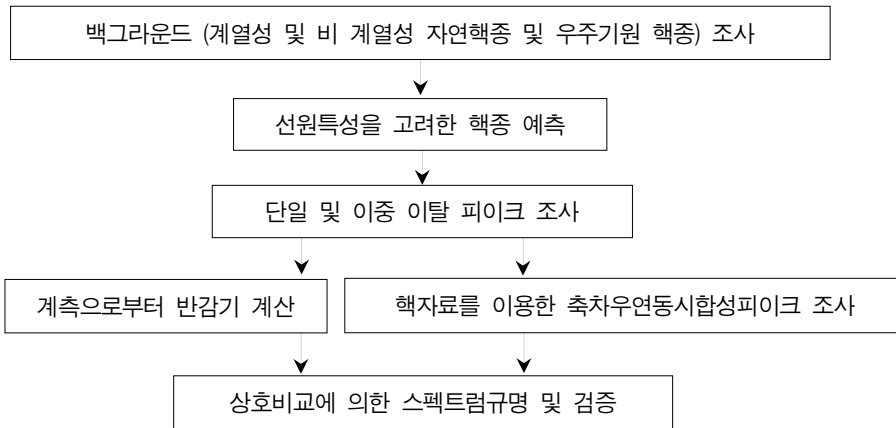 백그라운드 (계열성 및 비 계열성 자연핵종 및 우주기원 핵종) 조사
선원특성을 고려한 핵종 예측
단일 및 이중 이탈 피이크 조사
계측으로부터 반감기 계산
핵자료를 이용한 축차우연동시합성피이크 조사
상호비교에 의한 스펙트럼규명 및 검증